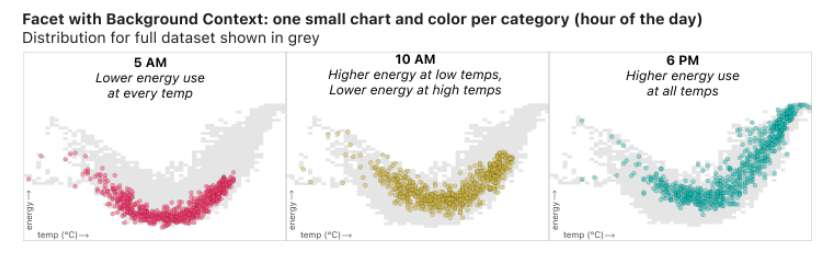 Facet with Background Context: one small chart and color per category (hour of the day)
Distribution for full dataset shown in grey
5 AM
Lower energy use
at every temp
10 AM
Higher energy at low temps,
Lower energy at high temps
6 PM
Higher energy use
at all temps
energy→
temp (°C)→
energy→
temp (°C)→
energy→
temp (°C)→